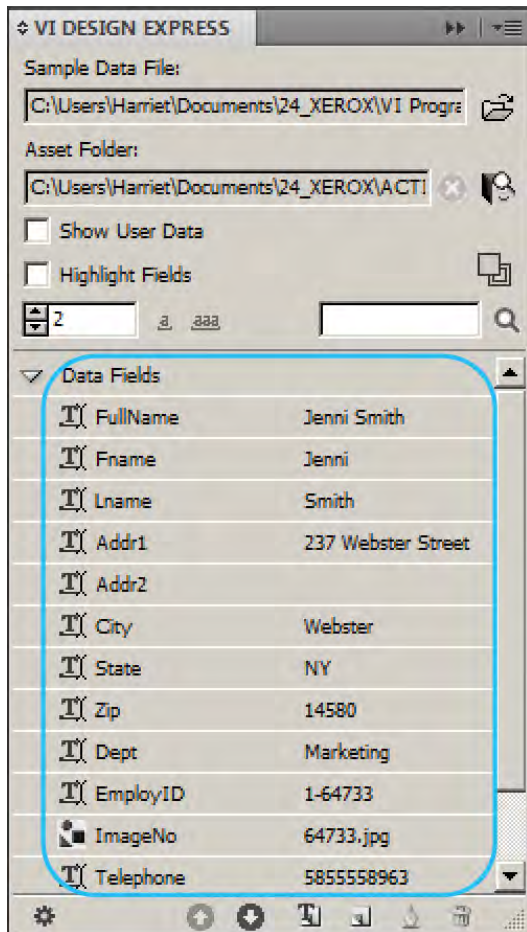 VI DESIGN EXPRESS
Sample Data File:
C:\Users\Harriet\Documents\24_XEROX\VI Progra
Asset Folder:
C:\Users\Harriet\Documents\24_XEROX\ACTI
Show User Data
Highlight Fields
2 a aaa
Data Fields
FullName Jenni Smith
Fname Jenni
Lname Smith
Addr1 237 Webster Street
Addr2
City Webster
State NY
Zip 14580
Dept Marketing
EmployID 1-64733
ImageNo 64733.jpg
Telephone 5855558963